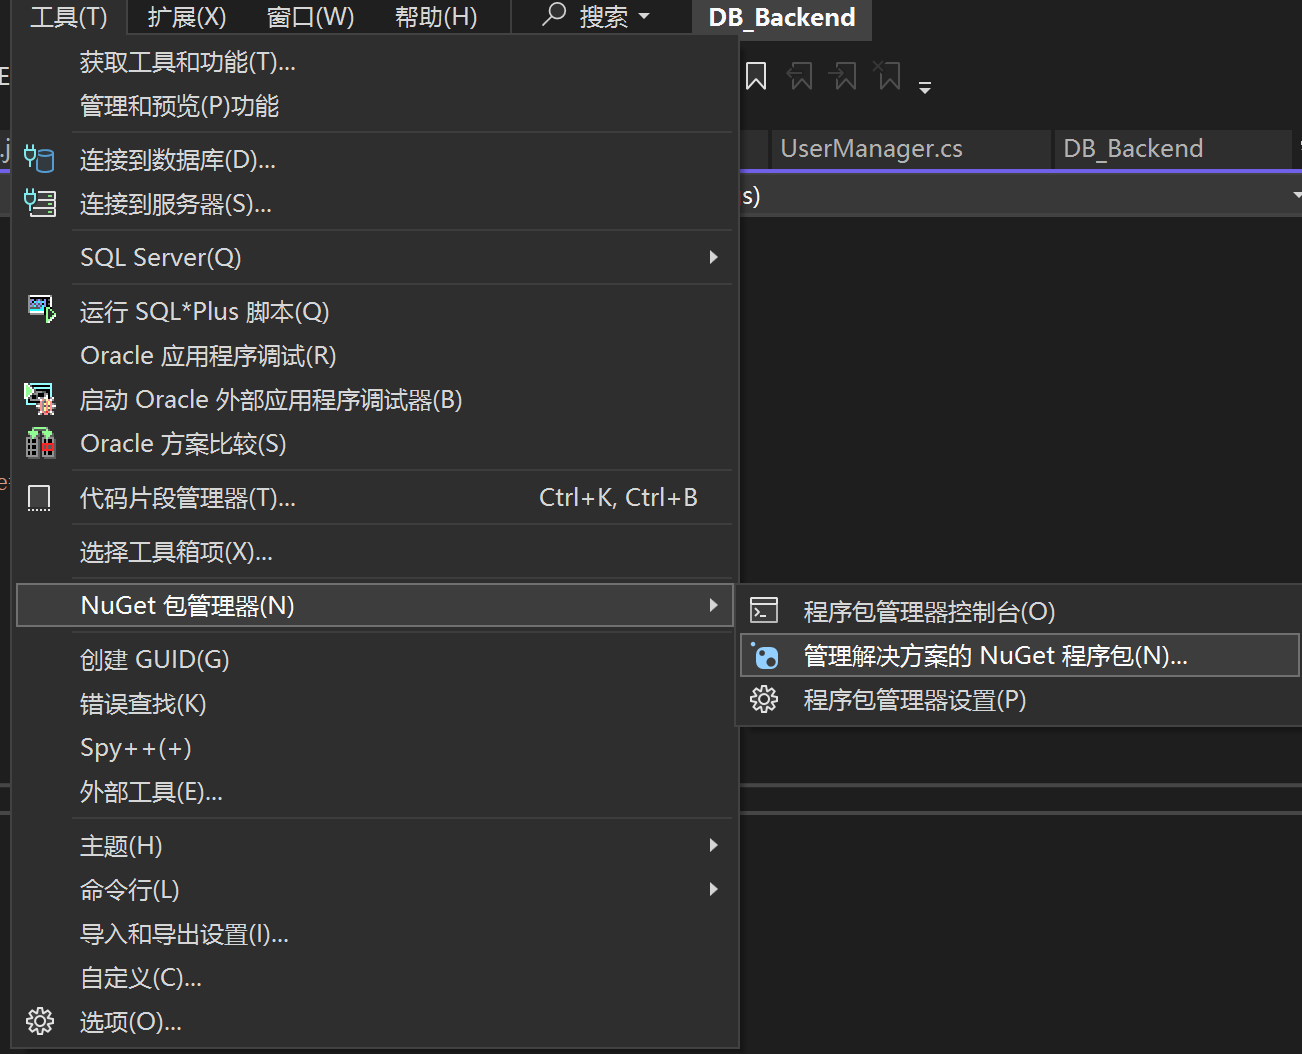 工具(T) 扩展(X) 窗口(W) 帮助(H) 搜索 DB_Backend
获取工具和功能(T)...
管理和预览(P)功能
连接到数据库(D)... UserManager.cs DB_Backend
连接到服务器(S)... s)
SQL Server(Q)
运行 SQL*Plus 脚本(Q)
Oracle 应用程序调试(R)
启动 Oracle 外部应用程序调试器(B)
Oracle 方案比较(S)
代码片段管理器(T)... Ctrl+K, Ctrl+B
选择工具箱项(X)...
NuGet 包管理器(N)
程序包管理器控制台(O)
管理解决方案的 NuGet 程序包(N)...
程序包管理器设置(P)
创建 GUID(G)
错误查找(K)
Spy++(+)
外部工具(E)...
主题(H)
命令行(L)
导入和导出设置(I)...
自定义(C)...
选项(O)...